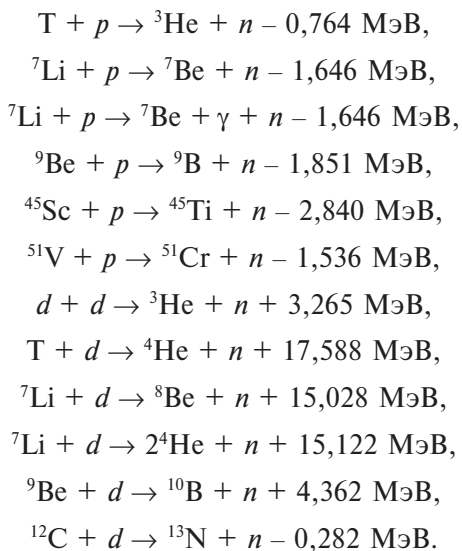 T + p → ³He + n – 0,764 МэВ,
⁷Li + p → ⁷Be + n – 1,646 МэВ,
⁷Li + p → ⁷Be + γ + n – 1,646 МэВ,
⁹Be + p → ⁹B + n – 1,851 МэВ,
⁴⁵Sc + p → ⁴⁵Ti + n – 2,840 МэВ,
⁵¹V + p → ⁵¹Cr + n – 1,536 МэВ,
d + d → ³He + n + 3,265 МэВ,
T + d → ⁴He + n + 17,588 МэВ,
⁷Li + d → ⁸Be + n + 15,028 МэВ,
⁷Li + d → 2⁴He + n + 15,122 МэВ,
⁹Be + d → ¹⁰B + n + 4,362 МэВ,
¹²C + d → ¹³N + n – 0,282 МэВ.